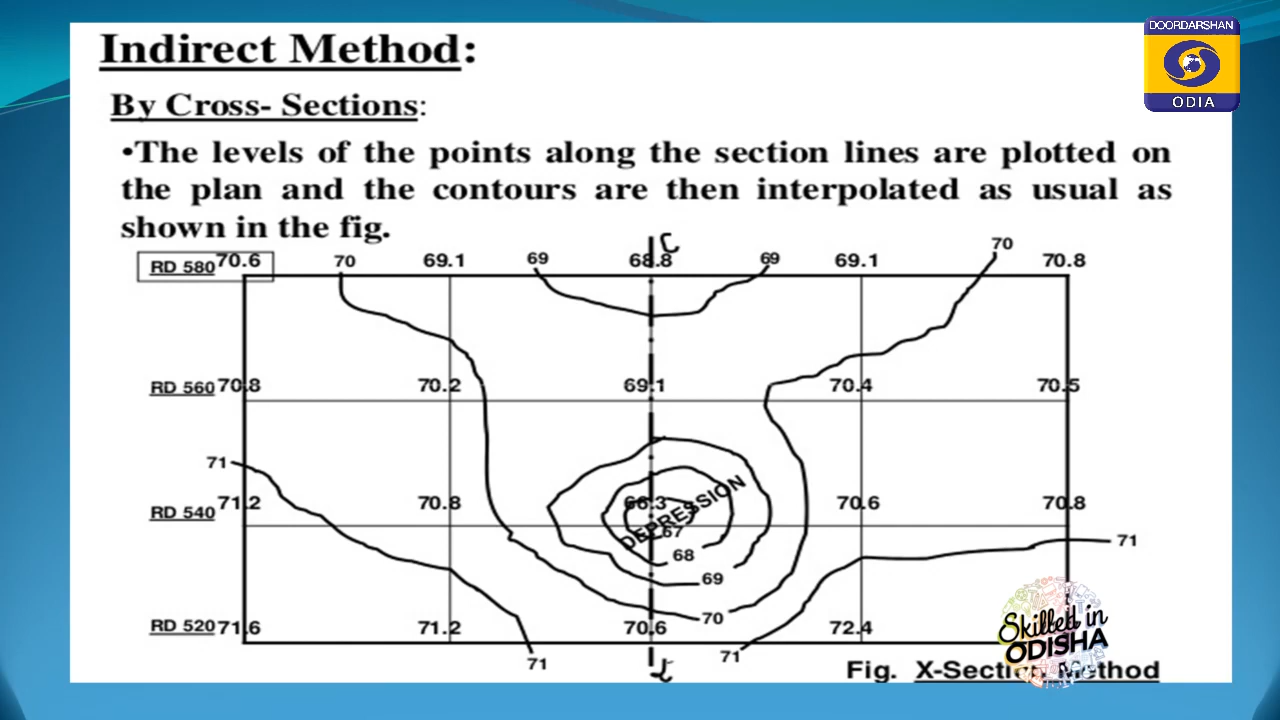 Indirect Method:
DOORDARSHAN
ODIA
By Cross- Sections:
•The levels of the points along the section lines are plotted on
the plan and the contours are then interpolated as usual as
shown in the fig.
RD 580 70.6 70 69.1 69 68.8 69 69.1 70 70.8
RD 560 70.8 70.2 69.1 70.4 70.5
71
RD 540 71.2 70.8 66.3 70.6 70.8
DEPRESSION
67
68
69
70
71
RD 520 71.6 71.2 70.6 72.4
71 71
Skilled in
ODISHA
Fig. X-Section Method